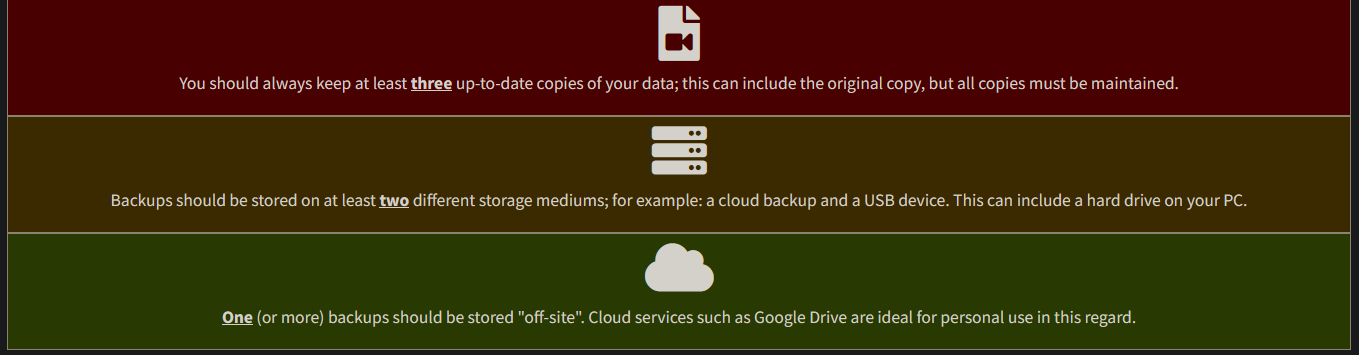 You should always keep at least three up-to-date copies of your data; this can include the original copy, but all copies must be maintained.
Backups should be stored on at least two different storage mediums; for example: a cloud backup and a USB device. This can include a hard drive on your PC.
One (or more) backups should be stored "off-site". Cloud services such as Google Drive are ideal for personal use in this regard.